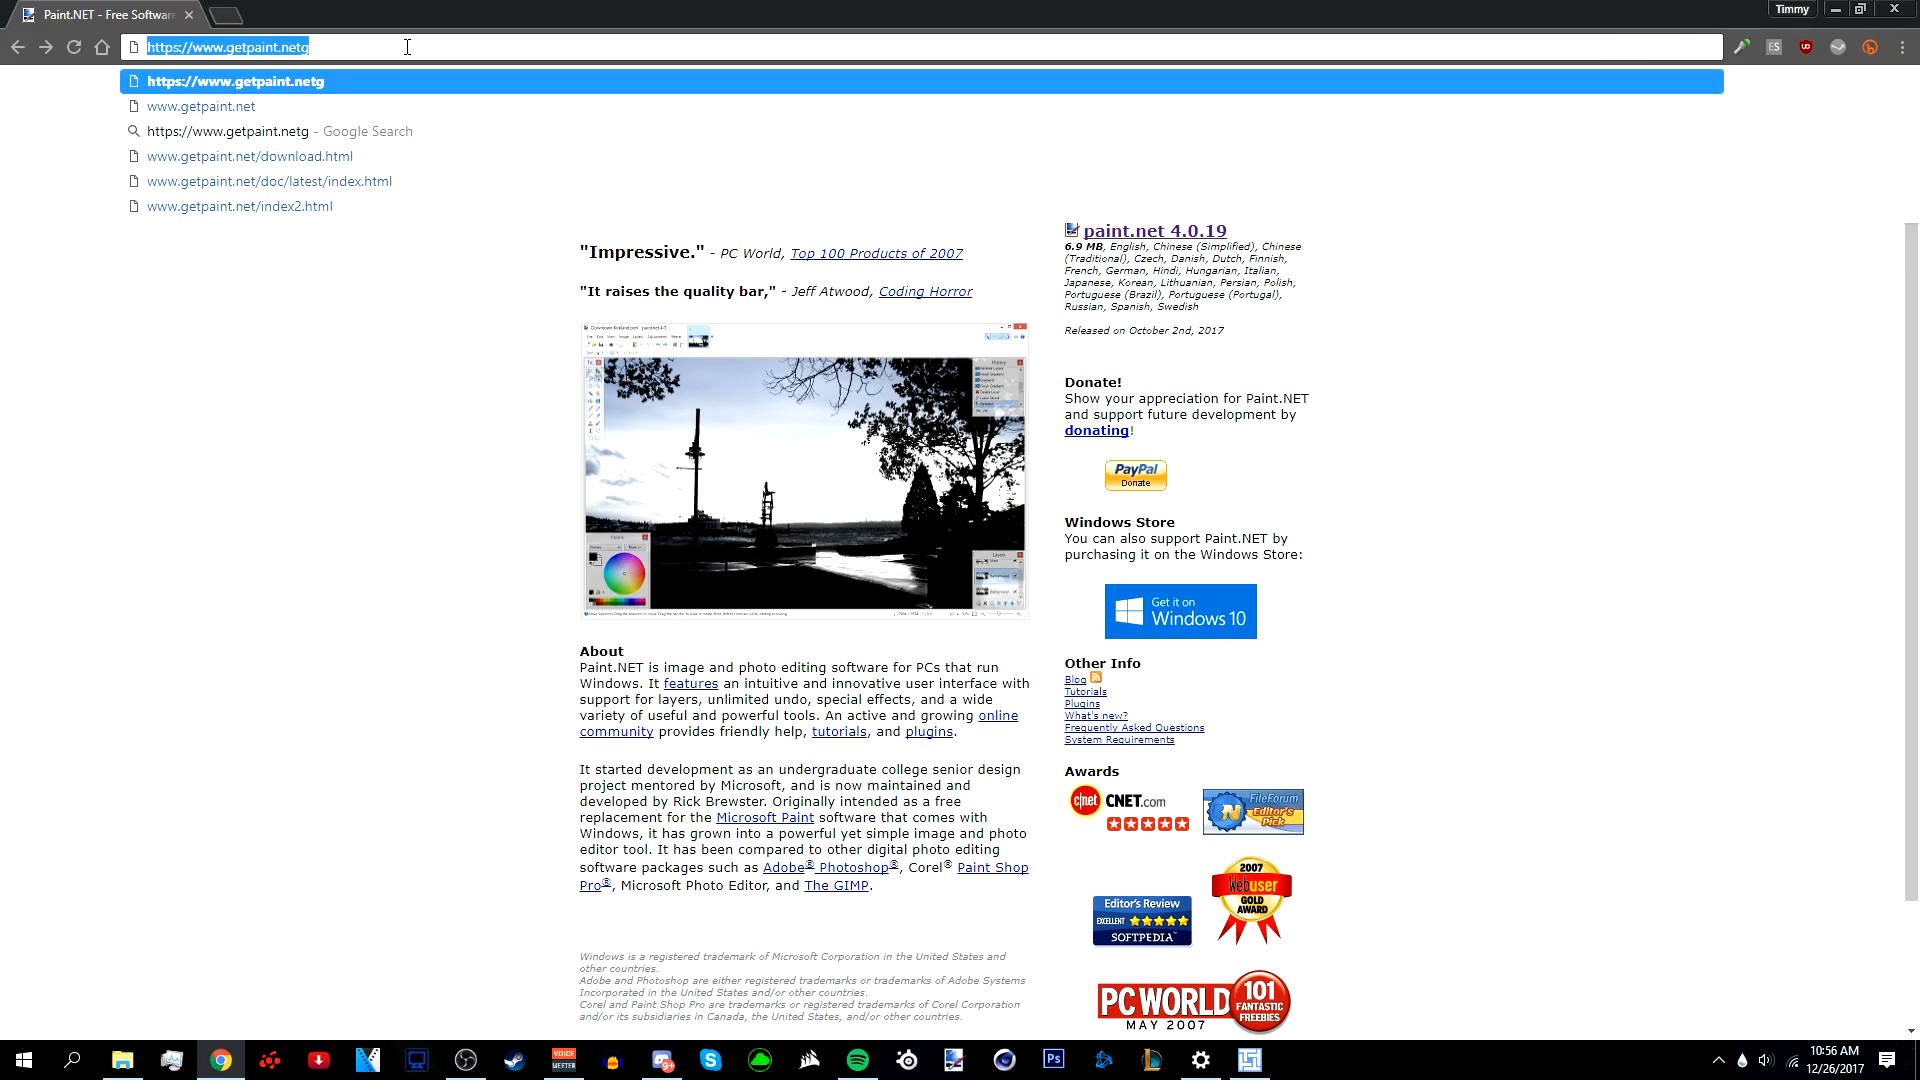 Paint.NET - Free Software
Timmy
https://www.getpaint.netg
ES
https://www.getpaint.netg
www.getpaint.net
https://www.getpaint.netg - Google Search
www.getpaint.net/download.html
www.getpaint.net/doc/latest/index.html
www.getpaint.net/index2.html
"Impressive." - PC World, Top 100 Products of 2007
"It raises the quality bar," - Jeff Atwood, Coding Horror
About
Paint.NET is image and photo editing software for PCs that run
Windows. It features an intuitive and innovative user interface with
support for layers, unlimited undo, special effects, and a wide
variety of useful and powerful tools. An active and growing online
community provides friendly help, tutorials, and plugins.
It started development as an undergraduate college senior design
project mentored by Microsoft, and is now maintained and
developed by Rick Brewster. Originally intended as a free
replacement for the Microsoft Paint software that comes with
Windows, it has grown into a powerful yet simple image and photo
editor tool. It has been compared to other digital photo editing
software packages such as Adobe® Photoshop®, Corel® Paint Shop
Pro®, Microsoft Photo Editor, and The GIMP.
Windows is a registered trademark of Microsoft Corporation in the United States and
other countries.
Adobe and Photoshop are either registered trademarks or trademarks of Adobe Systems
Incorporated in the United States and/or other countries.
Corel and Paint Shop Pro are trademarks or registered trademarks of Corel Corporation
and/or its subsidiaries in Canada, the United States, and/or other countries.
paint.net 4.0.19
6.9 MB, English, Chinese (Simplified), Chinese
(Traditional), Czech, Danish, Dutch, Finnish,
French, German, Hindi, Hungarian, Italian,
Japanese, Korean, Lithuanian, Persian, Polish,
Portuguese (Brazil), Portuguese (Portugal),
Russian, Spanish, Swedish
Released on October 2nd, 2017
Donate!
Show your appreciation for Paint.NET
and support future development by
donating!
PayPal
Donate
Windows Store
You can also support Paint.NET by
purchasing it on the Windows Store:
Get it on
Windows 10
Other Info
Blog
Tutorials
Plugins
What's new?
Frequently Asked Questions
System Requirements
Awards
c|net CNET.com
FileForum
Editor's
Pick
Editor's Review
EXCELLENT
SOFTPEDIA
2007
Webuser
GOLD
AWARD
PC WORLD 101
FANTASTIC
FREEBIES
MAY 2007
VOICE
MEETER
9+
Ps
10:56 AM
12/26/2017